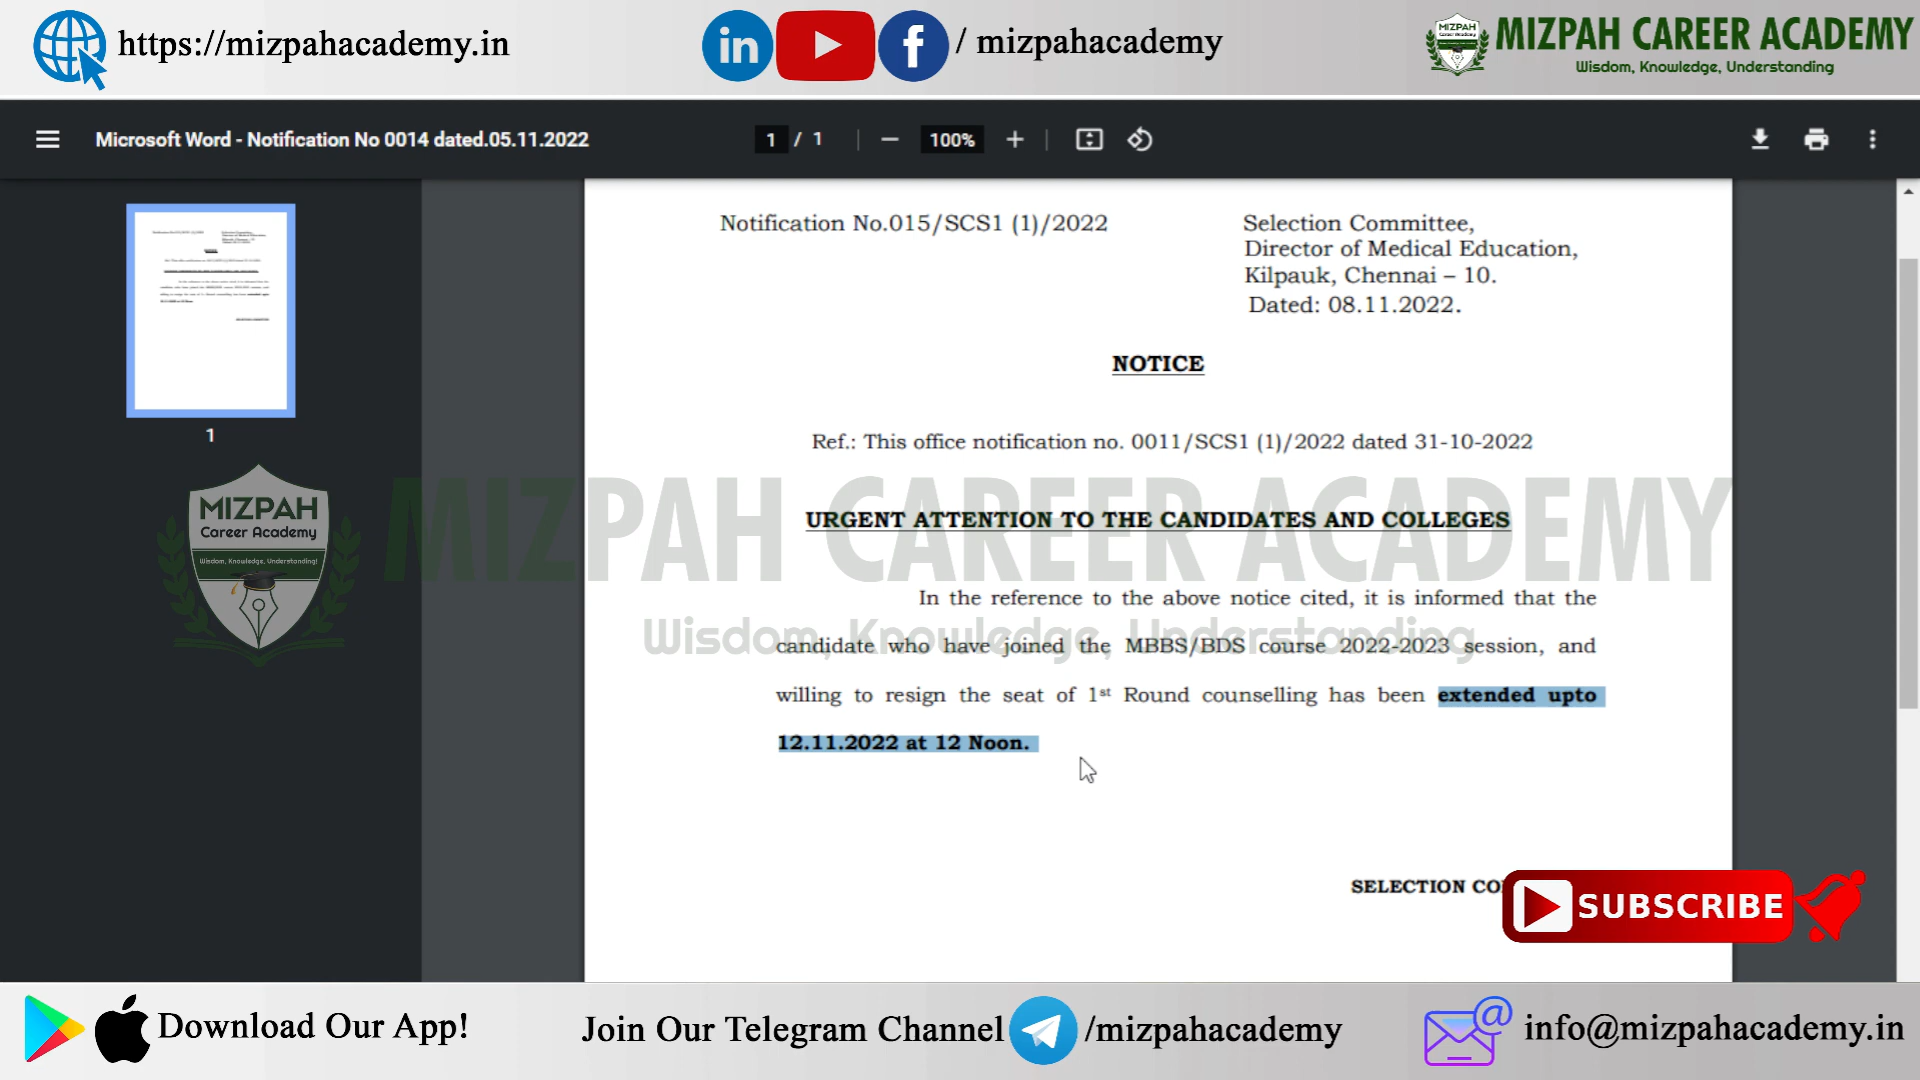 https://mizpahacademy.in
in
f
/ mizpahacademy
MIZPAH
Career Academy
MIZPAH CAREER ACADEMY
Wisdom, Knowledge, Understanding
Microsoft Word - Notification No 0014 dated.05.11.2022
1 / 1
100%
1
Notification No.015/SCS1 (1)/2022
Selection Committee,
Director of Medical Education,
Kilpauk, Chennai – 10.
Dated: 08.11.2022.
NOTICE
Ref.: This office notification no. 0011/SCS1 (1)/2022 dated 31-10-2022
MIZPAH
Career Academy
Wisdom, Knowledge, Understanding!
MIZPAH CAREER ACADEMY
Wisdom, Knowledge, Understanding
URGENT ATTENTION TO THE CANDIDATES AND COLLEGES
In the reference to the above notice cited, it is informed that the
candidate who have joined the MBBS/BDS course 2022-2023 session, and
willing to resign the seat of 1st Round counselling has been extended upto
12.11.2022 at 12 Noon.
SELECTION CO
SUBSCRIBE
Download Our App!
Join Our Telegram Channel
/mizpahacademy
@
info@mizpahacademy.in